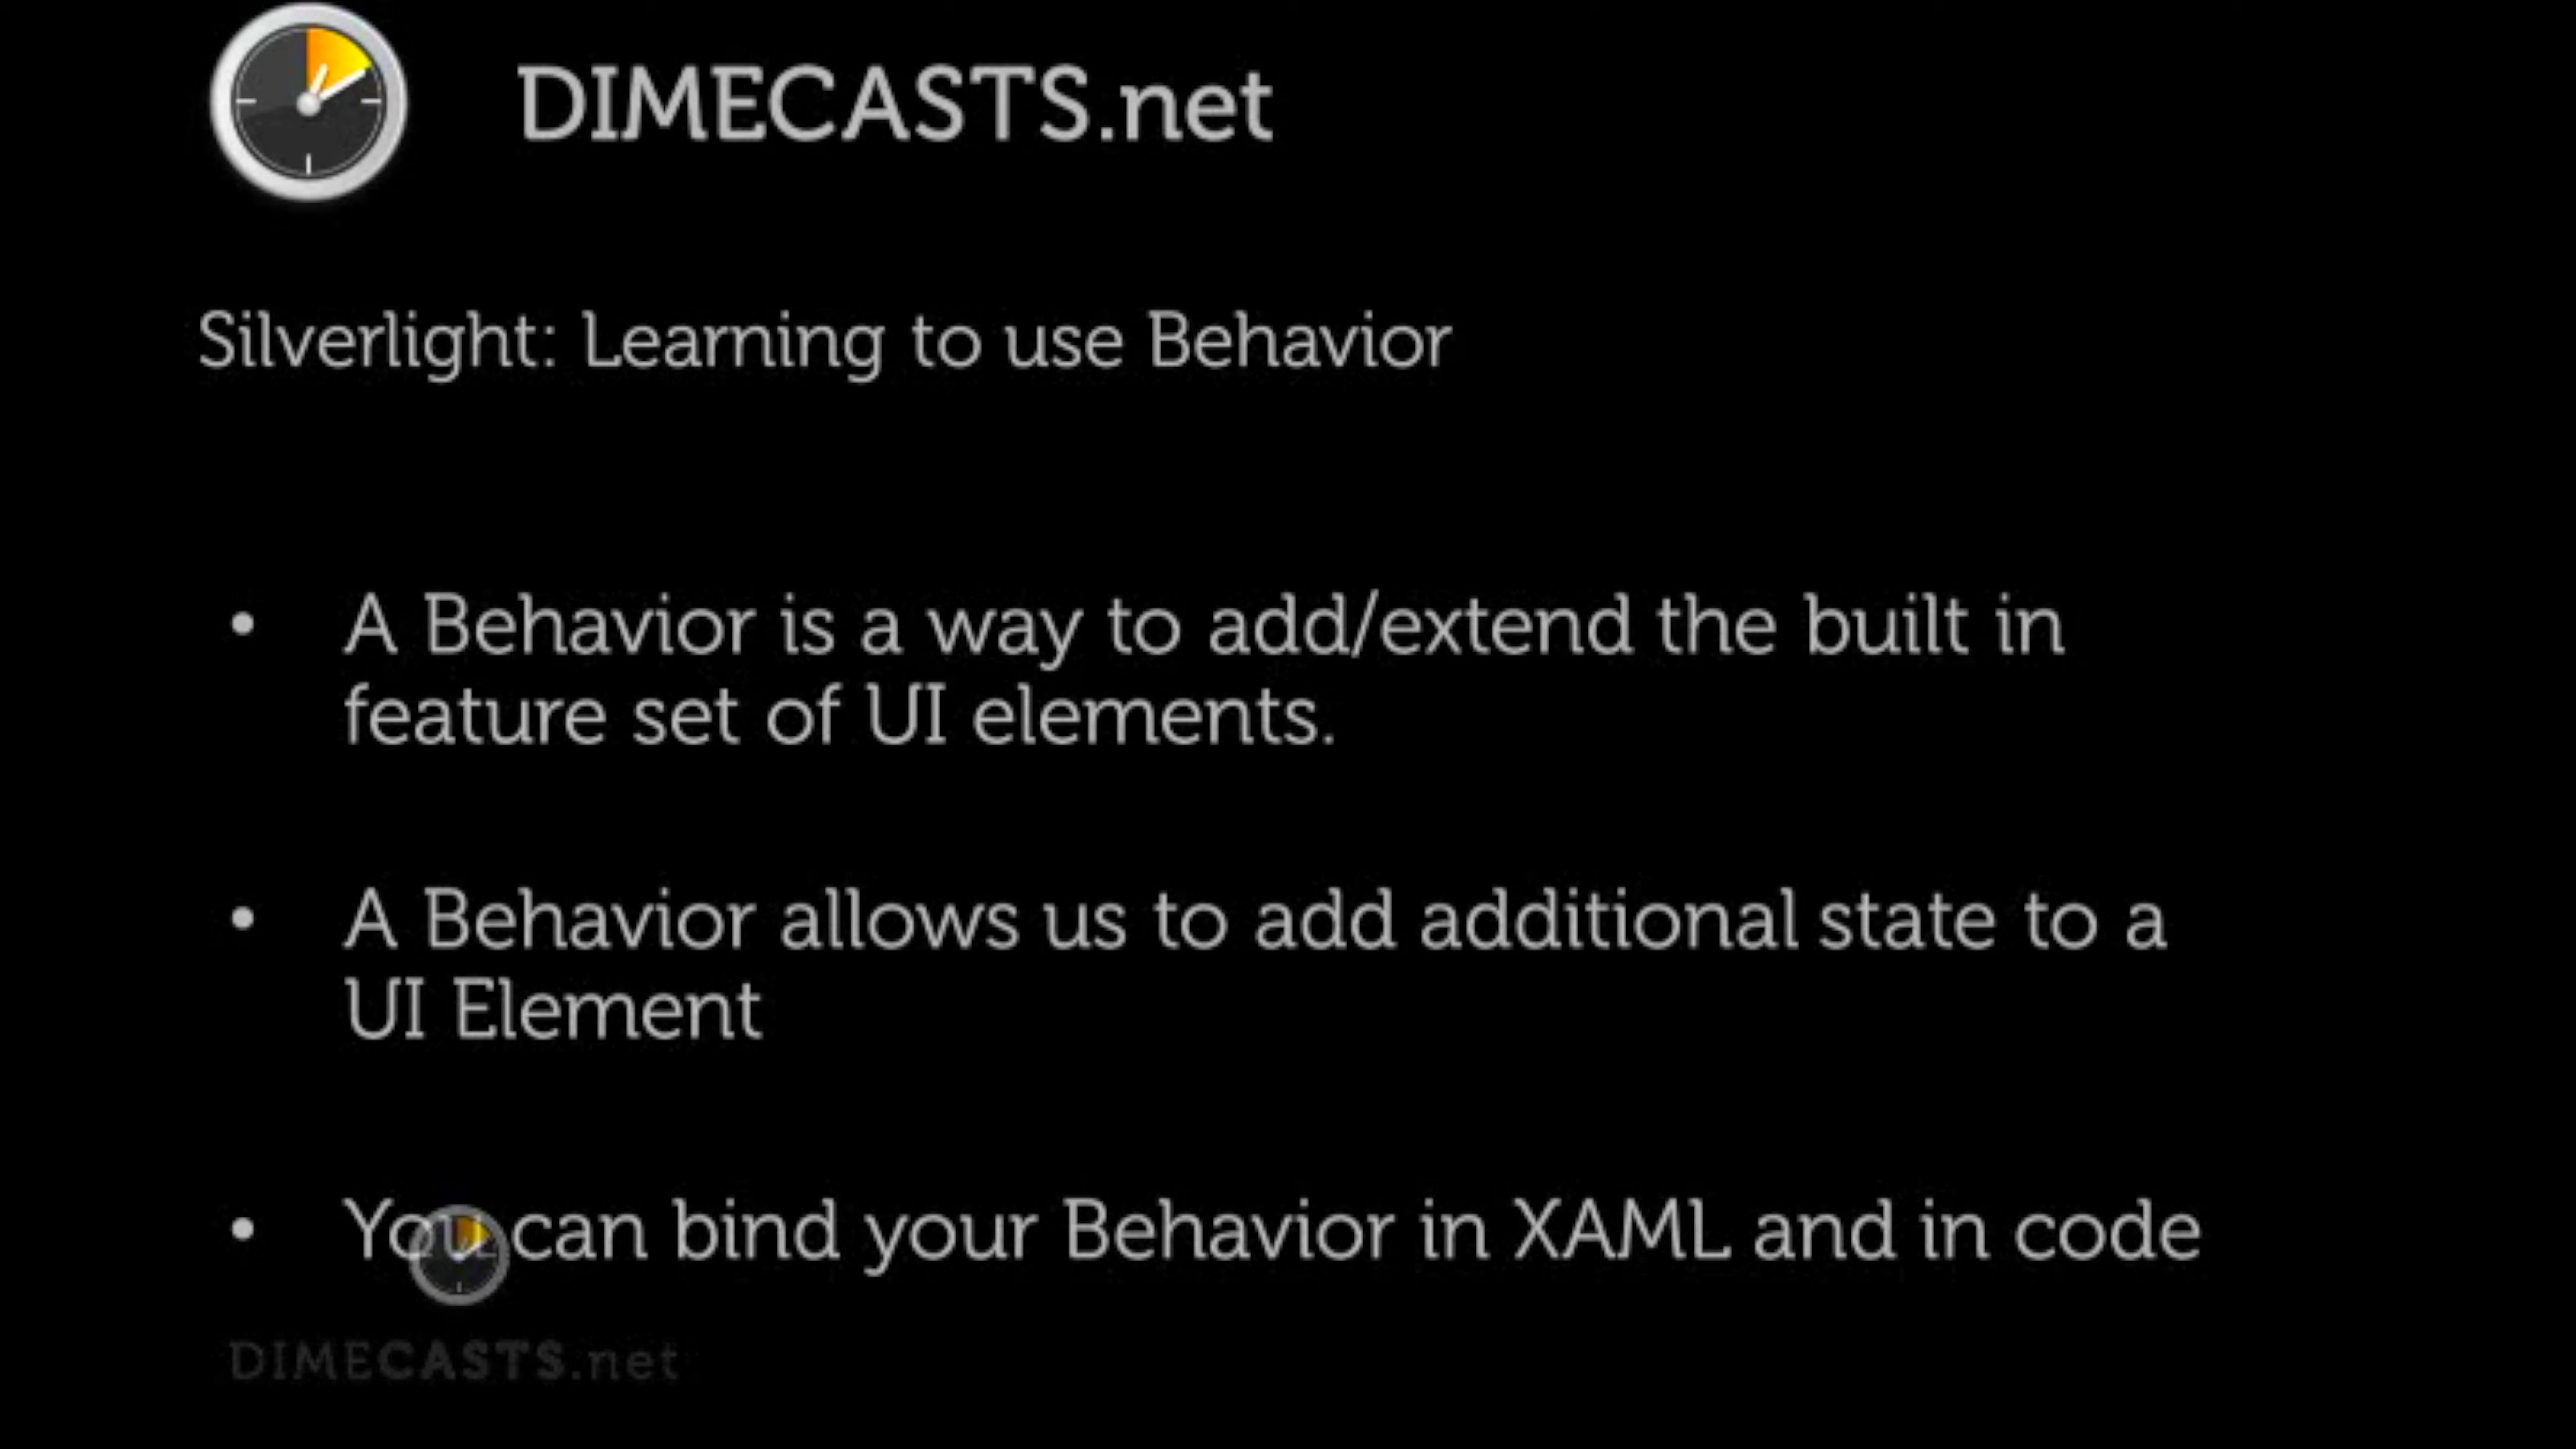 DIMECASTS.net
Silverlight: Learning to use Behavior
• A Behavior is a way to add/extend the built in
feature set of UI elements.
• A Behavior allows us to add additional state to a
UI Element
• You can bind your Behavior in XAML and in code
DIMECASTS.net